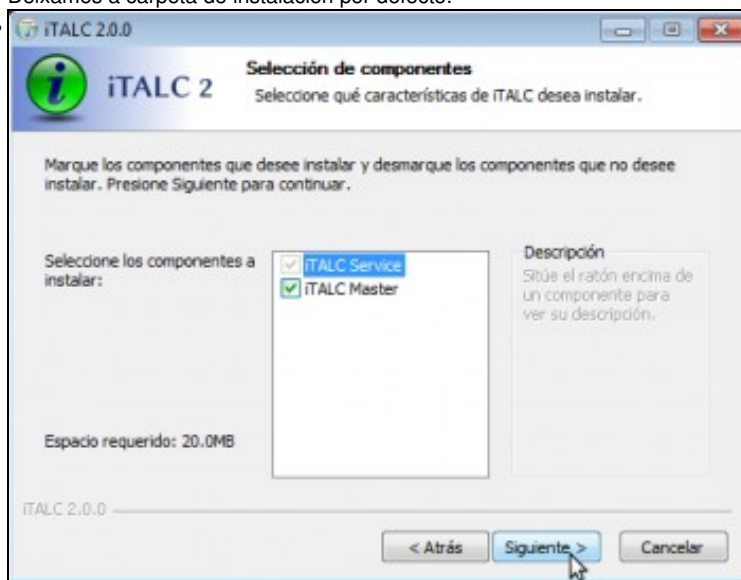 Deixamos a carpeta de instalación por defecto.
iTALC 2.0.0
iTALC 2
Selección de componentes
Seleccione qué características de iTALC desea instalar.
Marque los componentes que desee instalar y desmarque los componentes que no desee
instalar. Presione Siguiente para continuar.
Seleccione los componentes a
instalar:
iTALC Service
iTALC Master
Descripción
Sitúe el ratón encima de
un componente para
ver su descripción.
Espacio requerido: 20.0MB
iTALC 2.0.0
< Atrás
Siguiente >
Cancelar